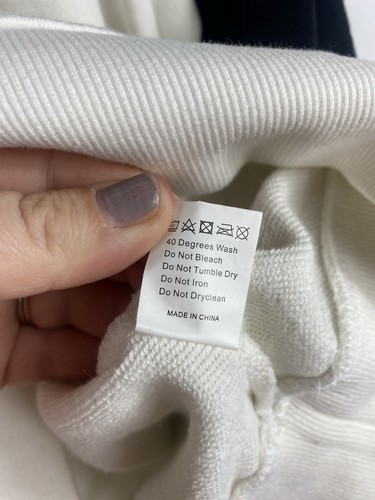 40 Degrees Wash
Do Not Bleach
Do Not Tumble Dry
Do Not Iron
Do Not Dryclean
MADE IN CHINA